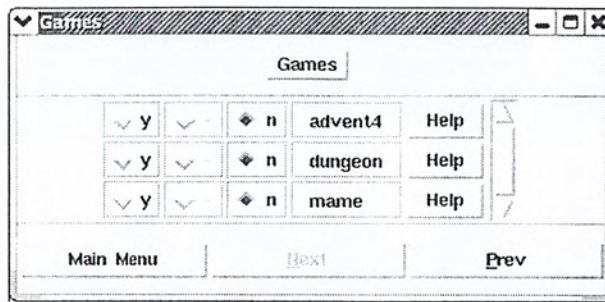 Games
Games
y - n advent4 Help
y - n dungeon Help
y - n mame Help
Main Menu Next Prev